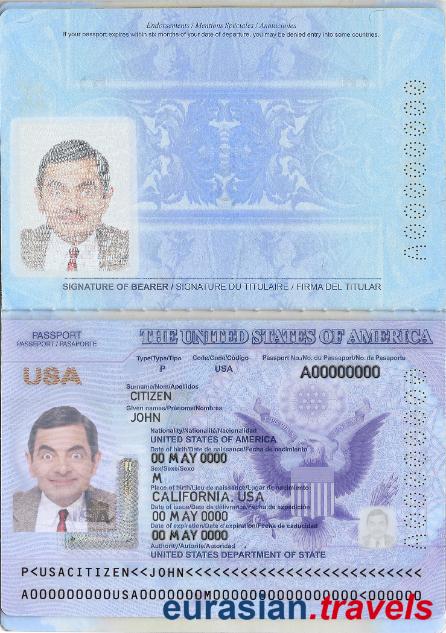 Endorsements / Mentions Spéciales / Anotaciones
If your passport expires within six months of your date of departure, you may be denied entry into some countries.
A00000000
SIGNATURE OF BEARER / SIGNATURE DU TITULAIRE / FIRMA DEL TITULAR
PASSPORT
PASSEPORT / PASAPORTE
THE UNITED STATES OF AMERICA
USA
Type/Type/Tipo Code/Code/Código Passport No./No. du Passeport/No. de Pasaporte
P USA A00000000
Surname/Nom/Apellidos
CITIZEN
Given names/Prénoms/Nombres
JOHN
Nationality/Nationalité/Nacionalidad
UNITED STATES OF AMERICA
Date of birth/Date de naissance/Fecha de nacimiento
00 MAY 0000
Sex/Sexe/Sexo
M
Place of birth/Lieu de naissance/Lugar de nacimiento
CALIFORNIA, USA
Date of issue/Date de délivrance/Fecha de expedición
00 MAY 0000
Date of expiration/Date d'expiration/Fecha de caducidad
00 MAY 0000
Authority/Autorité/Autoridad
UNITED STATES DEPARTMENT OF STATE
P<USACITIZEN<<JOHN<<<<<<<<<<<<<<<<<<<<<<<<<<
eurasian.travels